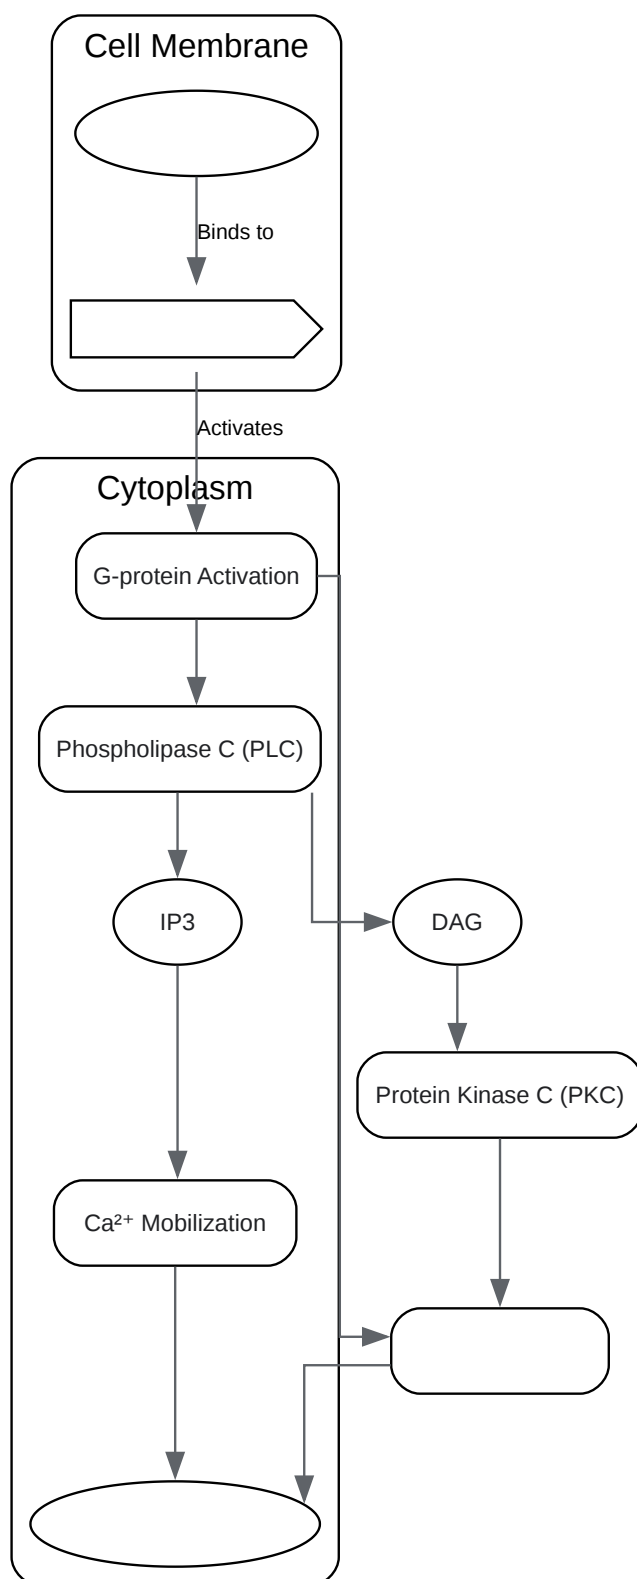 Cell Membrane
Binds to
Activates
Cytoplasm
G-protein Activation
Phospholipase C (PLC)
IP3
DAG
Protein Kinase C (PKC)
Ca²⁺ Mobilization